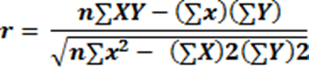 r = n∑XY − (∑x)(∑Y) / √n∑x² − (∑X)2(∑Y)2